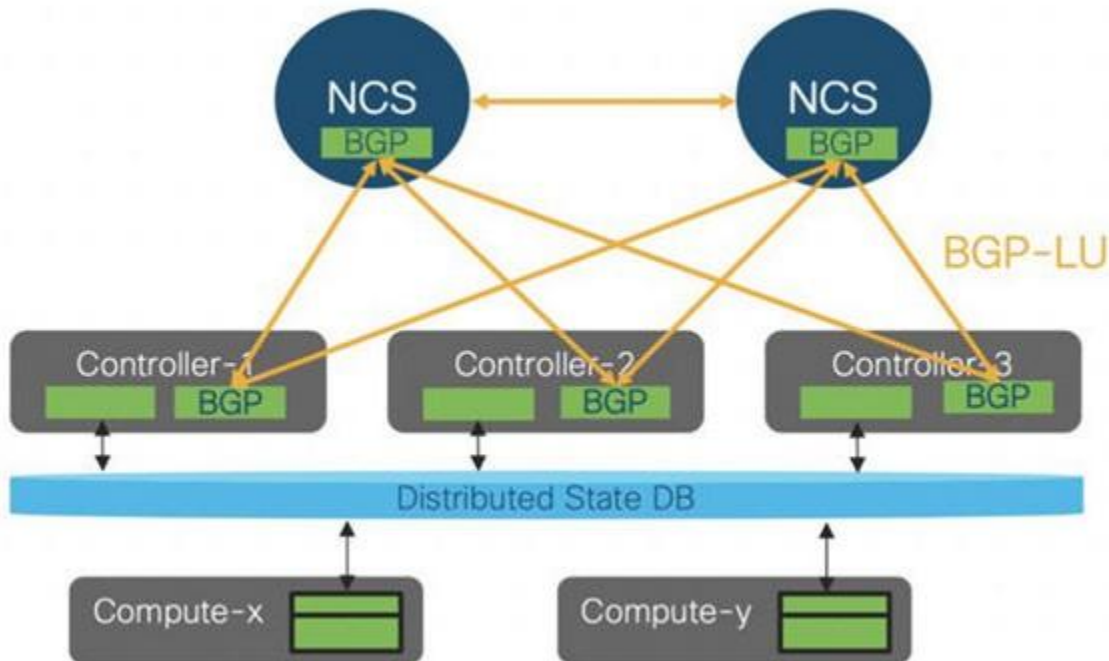 NCS
BGP
NCS
BGP
BGP-LU
Controller-1
BGP
Controller-2
BGP
Controller-3
BGP
Distributed State DB
Compute-x
Compute-y